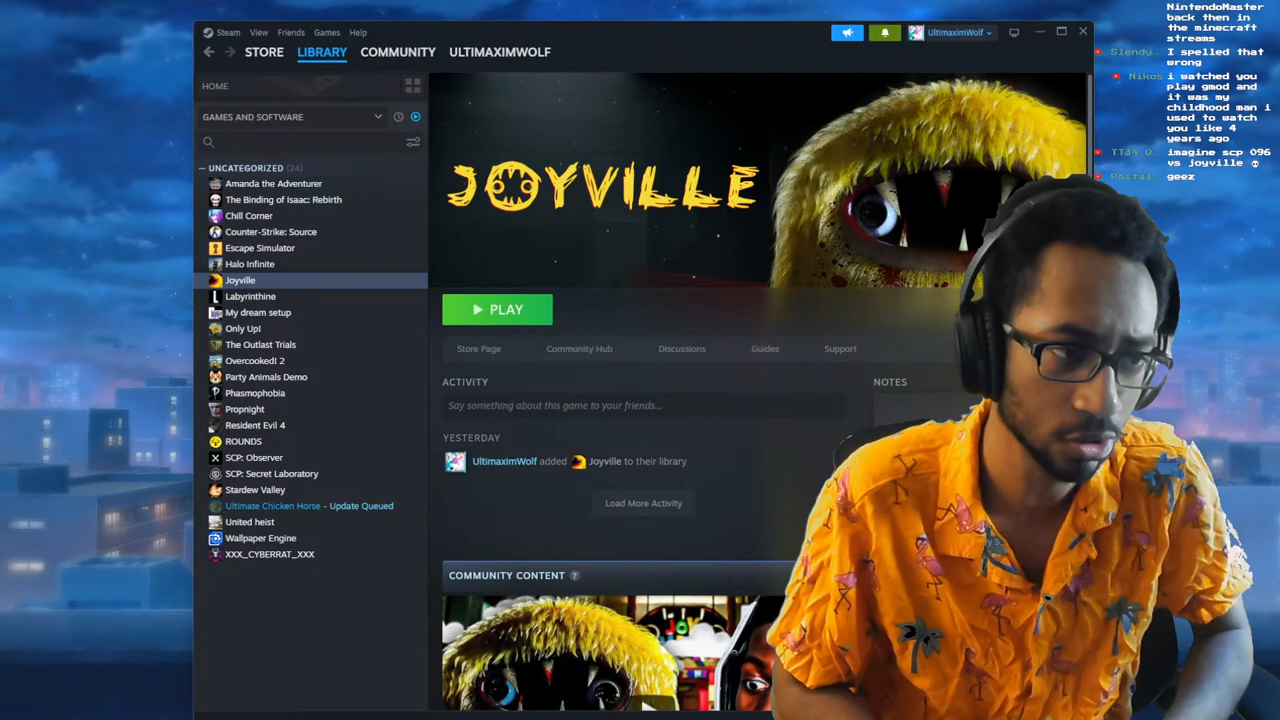 Steam View Friends Games Help
UltimaximWolf
STORE LIBRARY COMMUNITY ULTIMAXIMWOLF
HOME
GAMES AND SOFTWARE
UNCATEGORIZED (24)
Amanda the Adventurer
The Binding of Isaac: Rebirth
Chill Corner
Counter-Strike: Source
Escape Simulator
Halo Infinite
Joyville
Labyrinthine
My dream setup
Only Up!
The Outlast Trials
Overcooked! 2
Party Animals Demo
Phasmophobia
Propnight
Resident Evil 4
ROUNDS
SCP: Observer
SCP: Secret Laboratory
Stardew Valley
Ultimate Chicken Horse - Update Queued
United heist
Wallpaper Engine
XXX_CYBERRAT_XXX
JOYVILLE
PLAY
Store Page Community Hub Discussions Guides Support
ACTIVITY
Say something about this game to your friends...
NOTES
YESTERDAY
UltimaximWolf added Joyville to their library
Load More Activity
COMMUNITY CONTENT ?
NintendoMaster
back then in
the minecraft
streams
Slendy… I spelled that
wrong
Nikos i watched you
play gmod and
it was my
childhood man i
used to watch
you like 4
years ago
TT34_O… imagine scp 096
vs joyville
Postal… geez